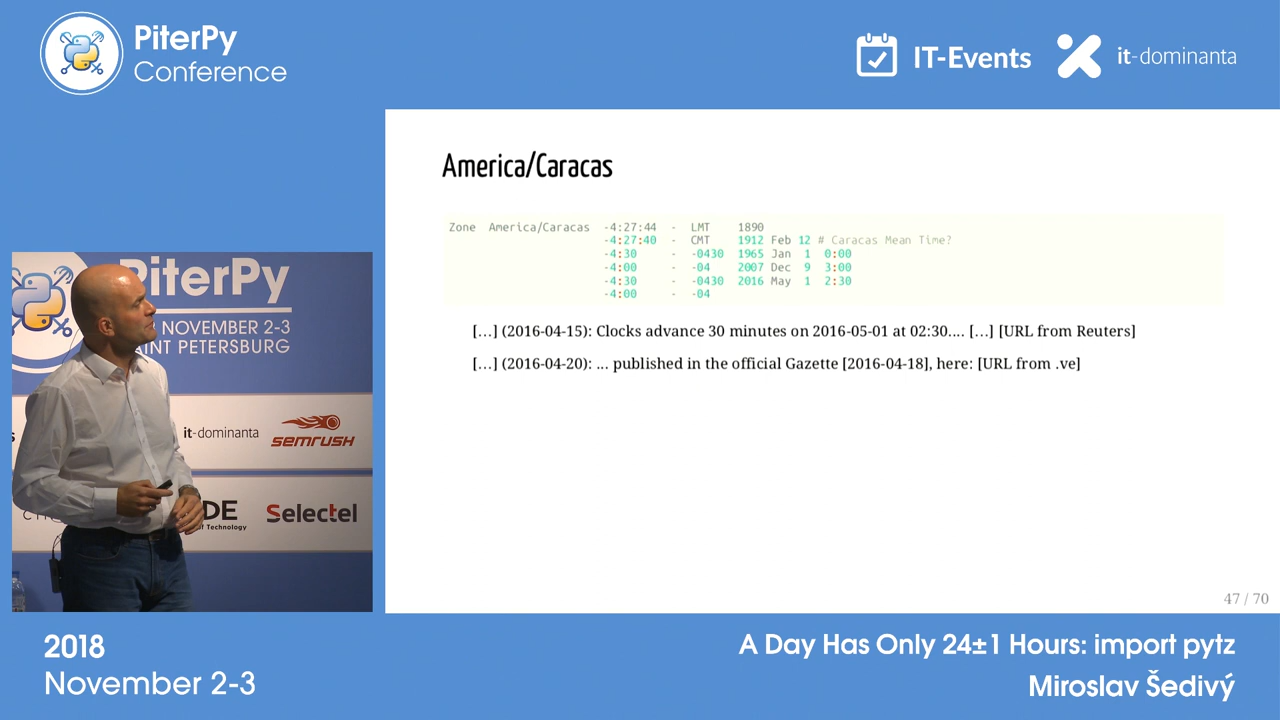 PiterPy
Conference
IT-Events
it-dominanta
America/Caracas
Zone America/Caracas -4:27:44 - LMT 1890
-4:27:40 - CMT 1912 Feb 12 # Caracas Mean Time?
-4:30 - -0430 1965 Jan 1 0:00
-4:00 - -04 2007 Dec 9 3:00
-4:30 - -0430 2016 May 1 2:30
-4:00 - -04
[…] (2016-04-15): Clocks advance 30 minutes on 2016-05-01 at 02:30.... […] [URL from Reuters]
[…] (2016-04-20): ... published in the official Gazette [2016-04-18], here: [URL from .ve]
47 / 70
PiterPy
NOVEMBER 2-3
INT PETERSBURG
it-dominanta
SEMRUSH
DE
of Technology
Selectel
2018
November 2-3
A Day Has Only 24±1 Hours: import pytz
Miroslav Šedivý